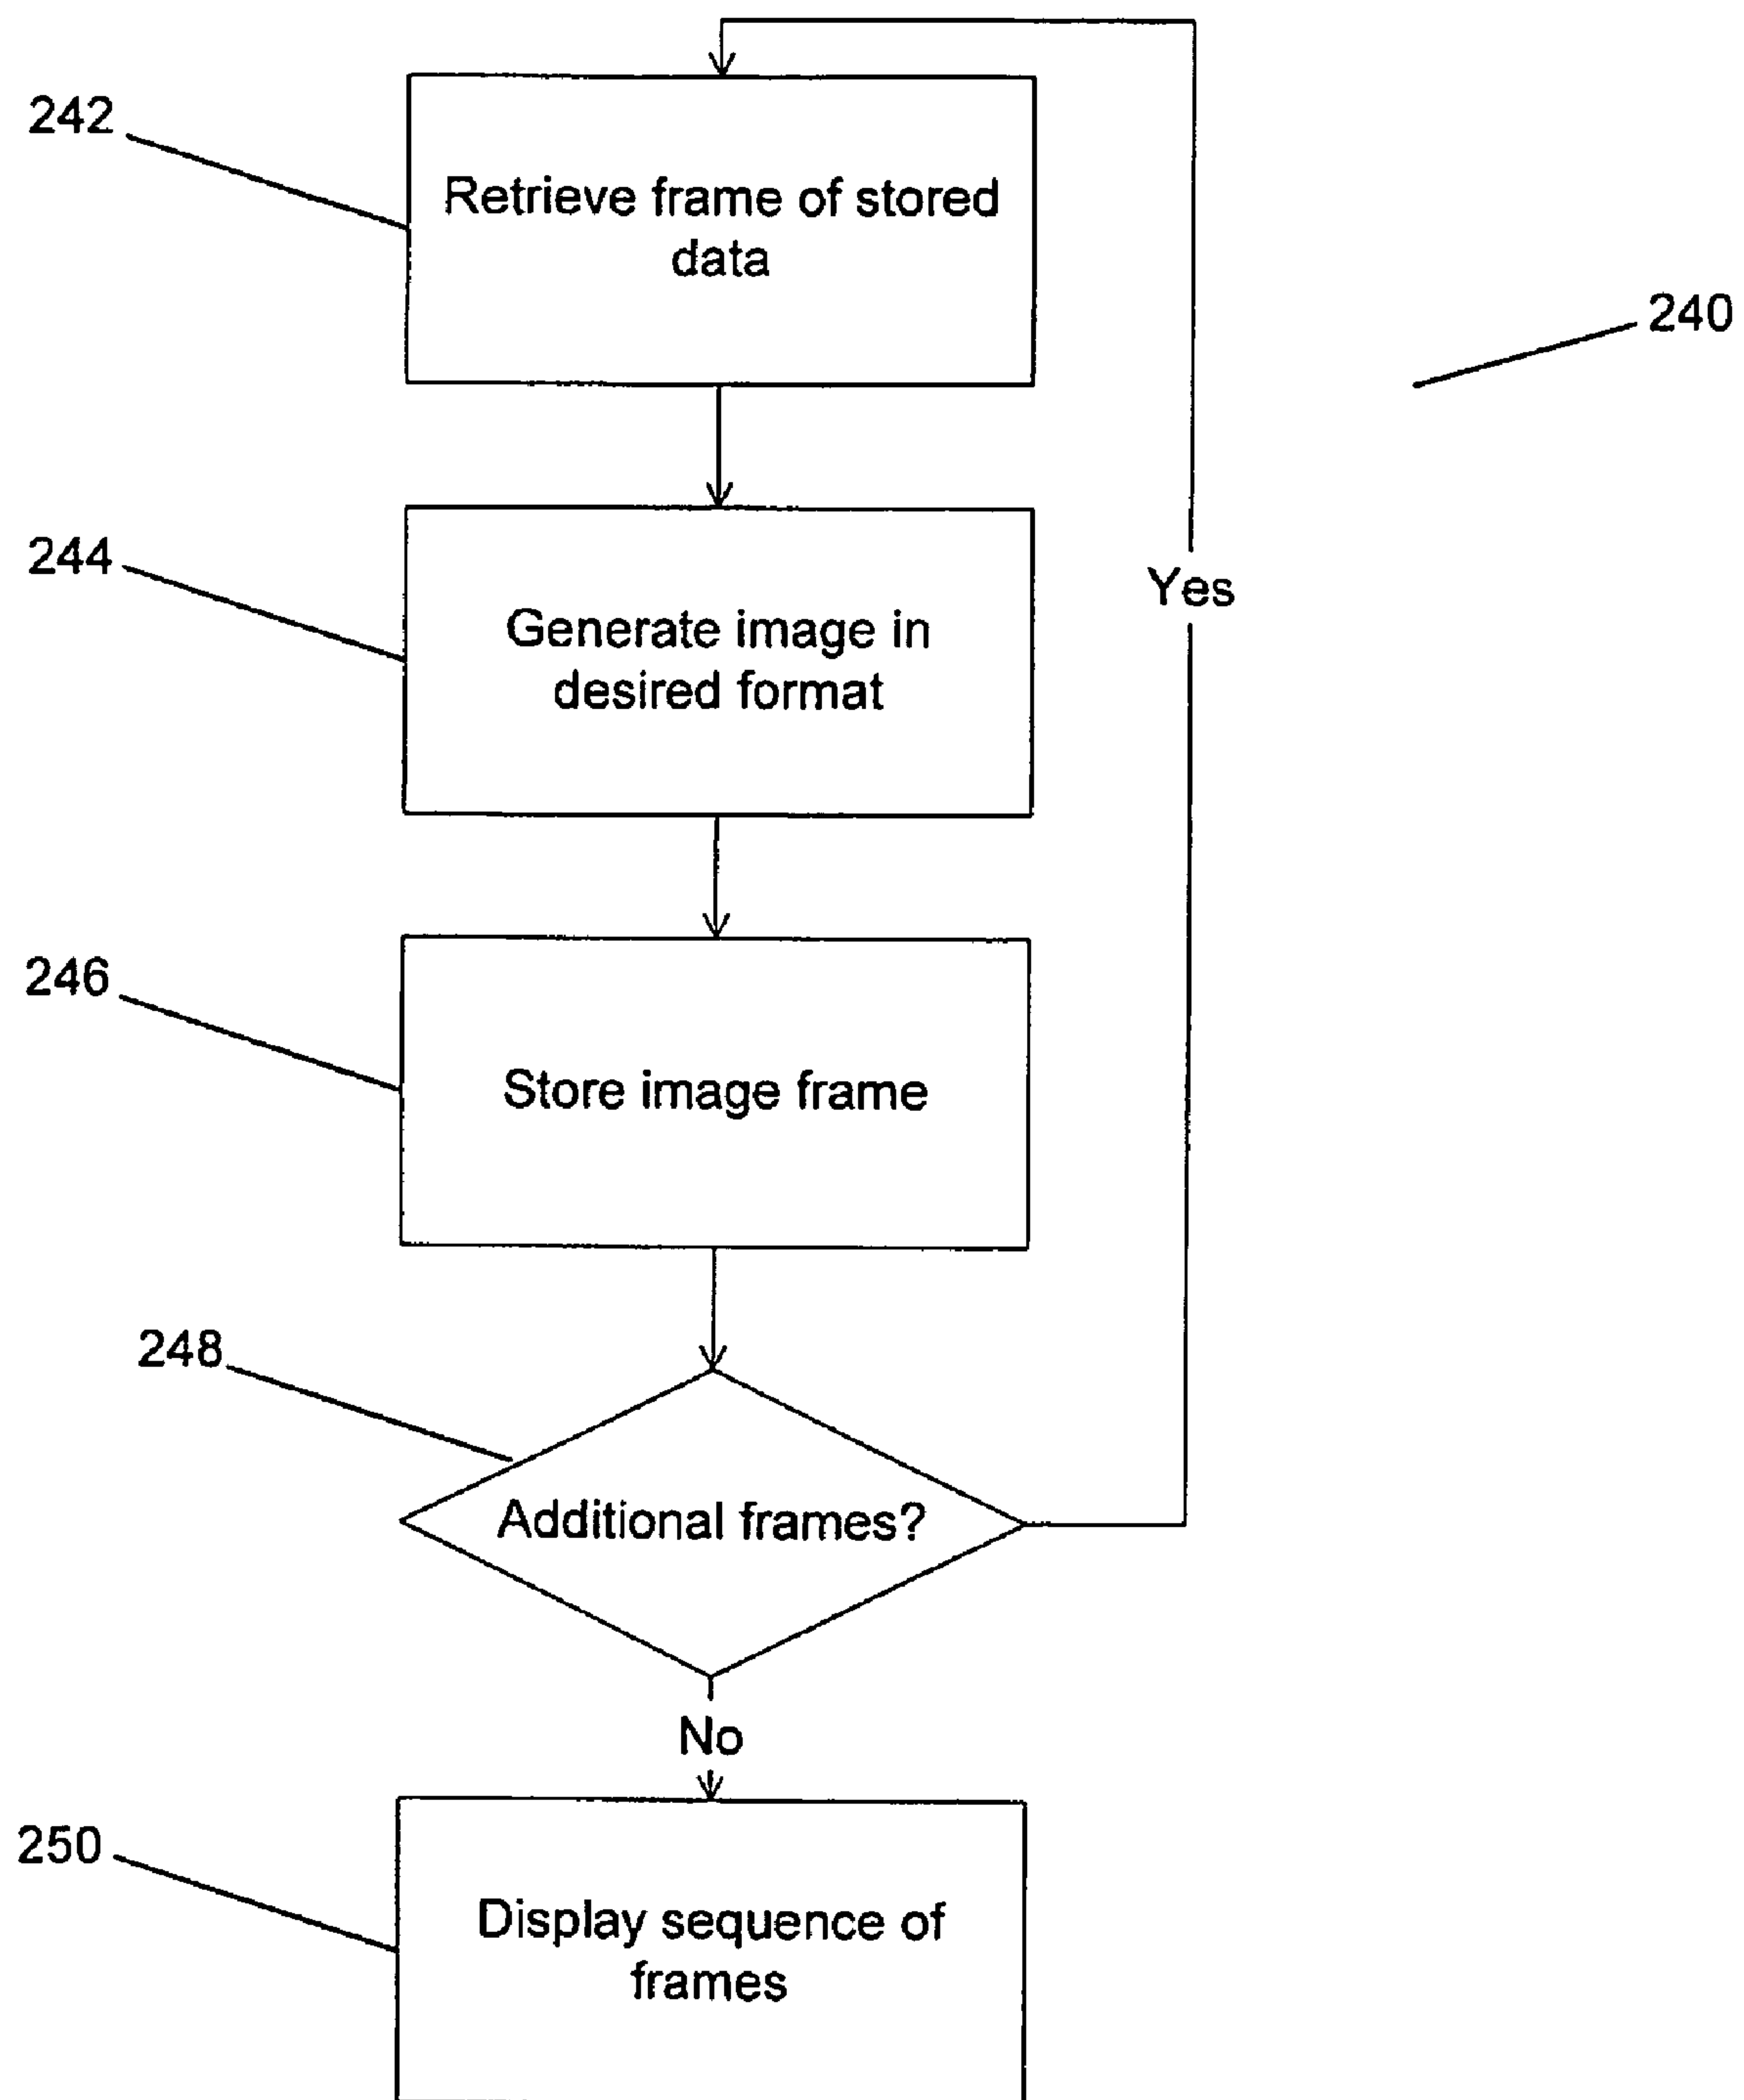 242
Retrieve frame of stored
data
240
244
Generate image in
desired format
Yes
246
Store image frame
248
Additional frames?
No
250
Display sequence of
frames